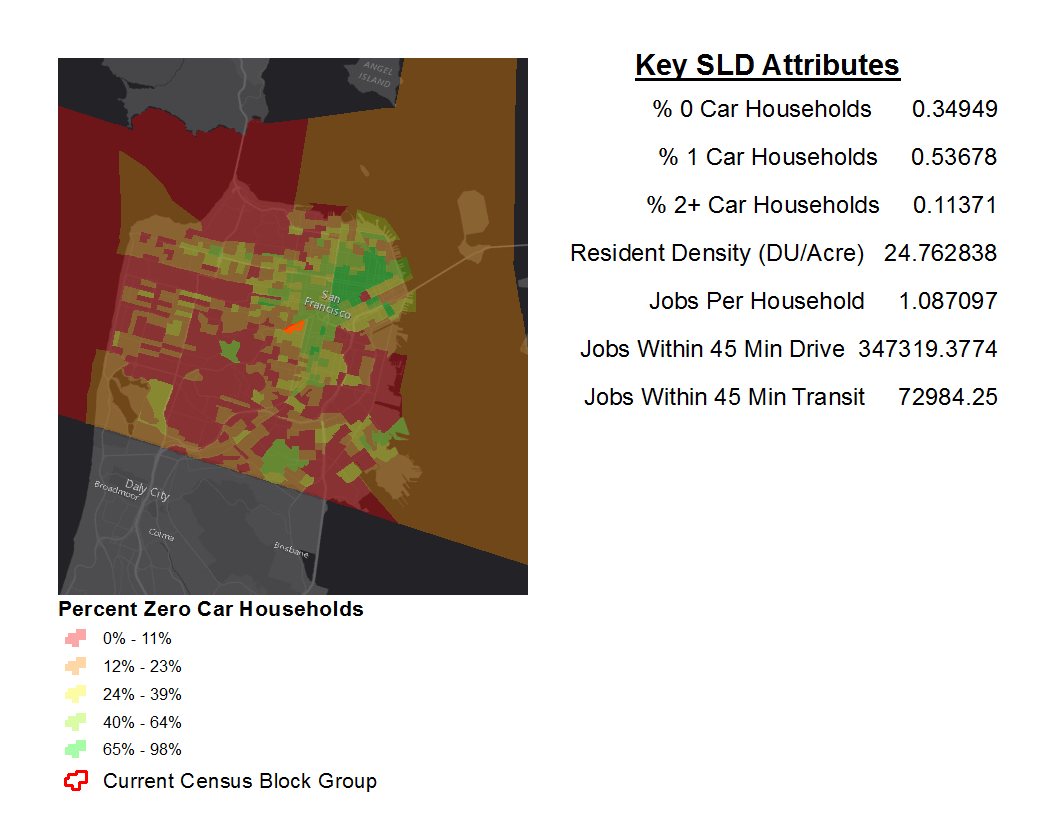 ANGEL
ISLAND
San
Francisco
Daly City
Broadmoor
Colma
Brisbane
Key SLD Attributes
% 0 Car Households 0.34949
% 1 Car Households 0.53678
% 2+ Car Households 0.11371
Resident Density (DU/Acre) 24.762838
Jobs Per Household 1.087097
Jobs Within 45 Min Drive 347319.3774
Jobs Within 45 Min Transit 72984.25
Percent Zero Car Households
0% - 11%
12% - 23%
24% - 39%
40% - 64%
65% - 98%
Current Census Block Group